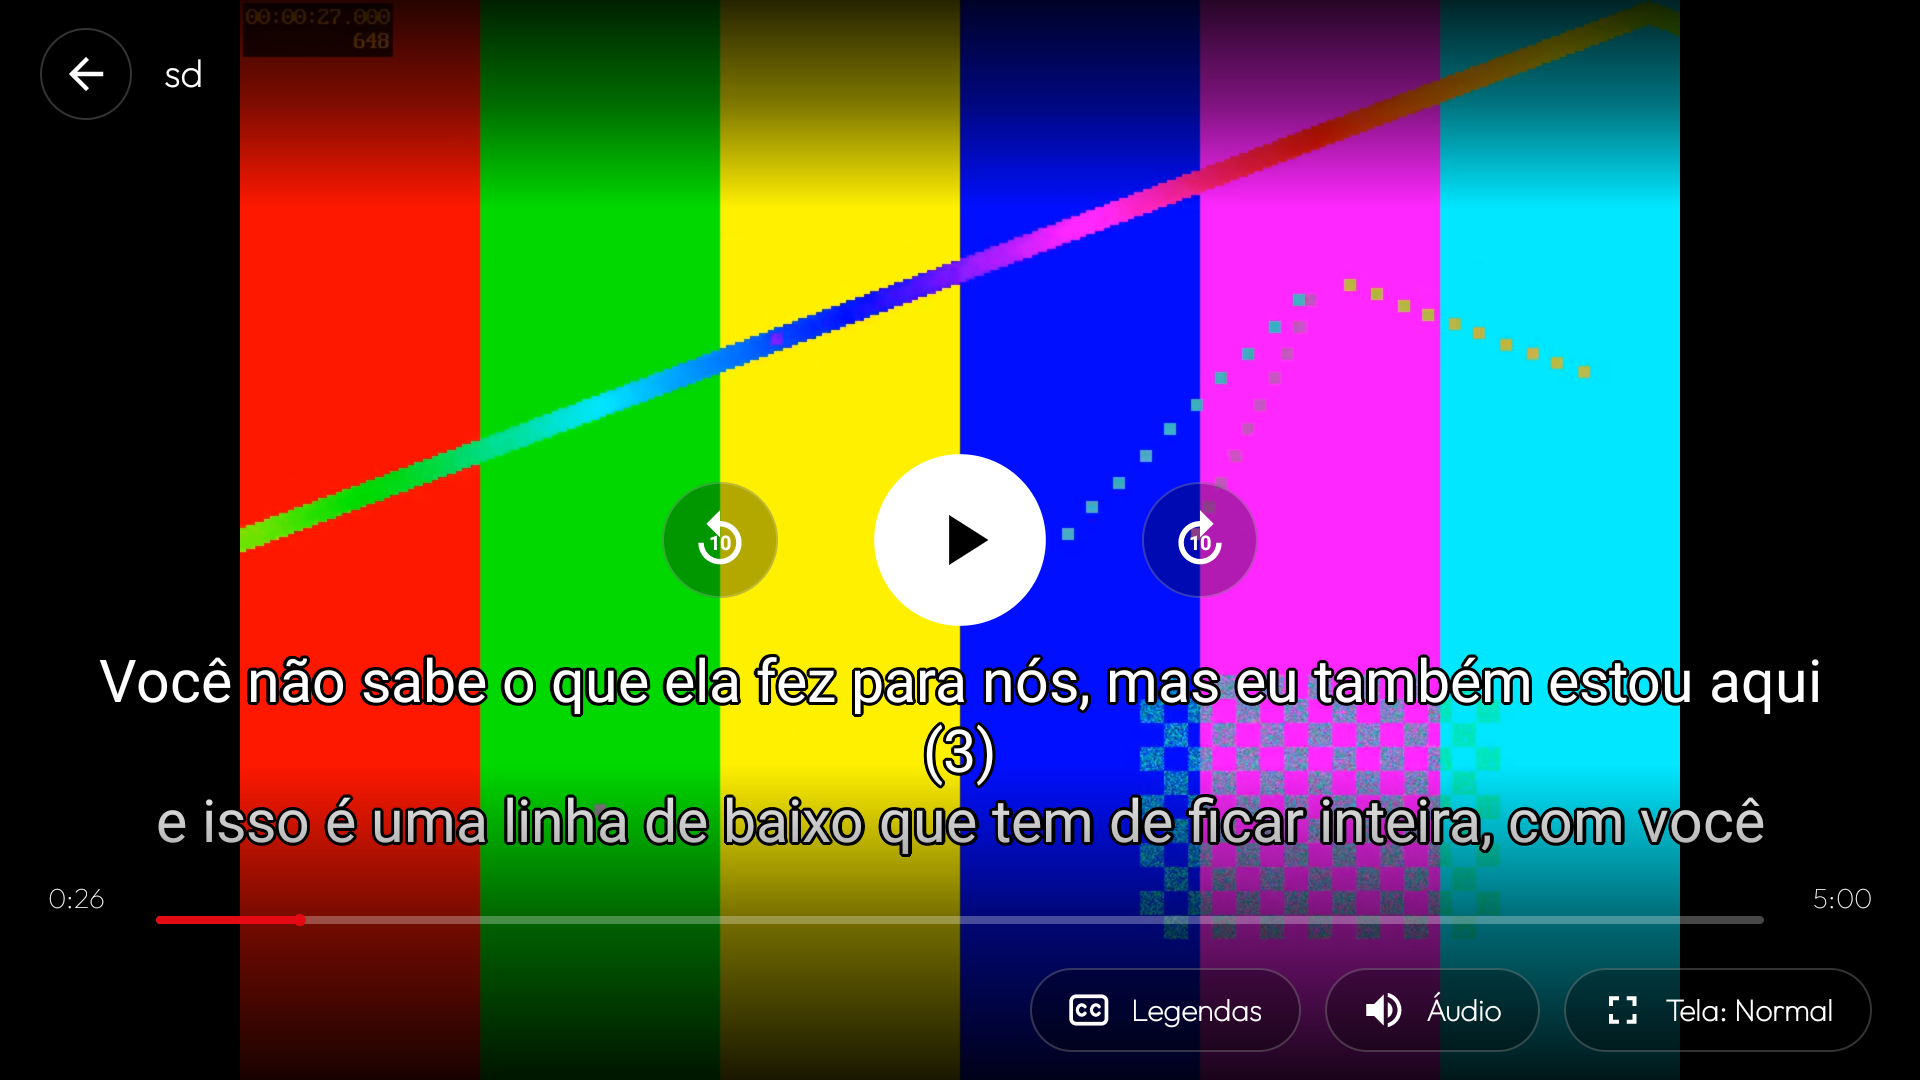 00:00:27.000
648
sd
10
10
Você não sabe o que ela fez para nós, mas eu também estou aqui
(3)
e isso é uma linha de baixo que tem de ficar inteira, com você
0:26
5:00
CC Legendas
Áudio
Tela: Normal